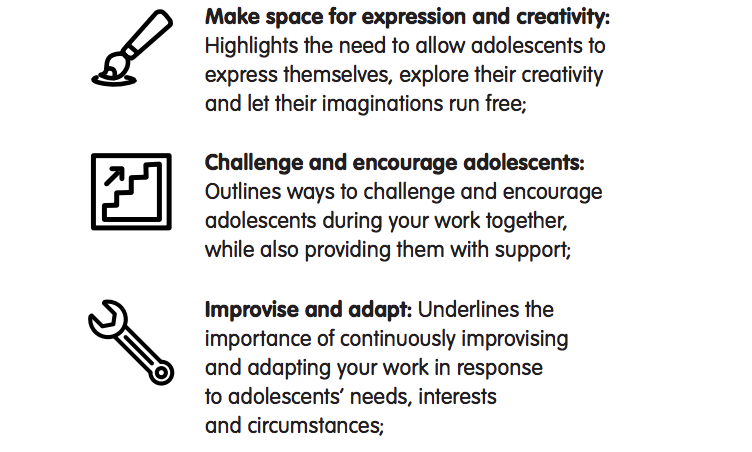 Make space for expression and creativity:
Highlights the need to allow adolescents to
express themselves, explore their creativity
and let their imaginations run free;
Challenge and encourage adolescents:
Outlines ways to challenge and encourage
adolescents during your work together,
while also providing them with support;
Improvise and adapt: Underlines the
importance of continuously improvising
and adapting your work in response
to adolescents’ needs, interests
and circumstances;